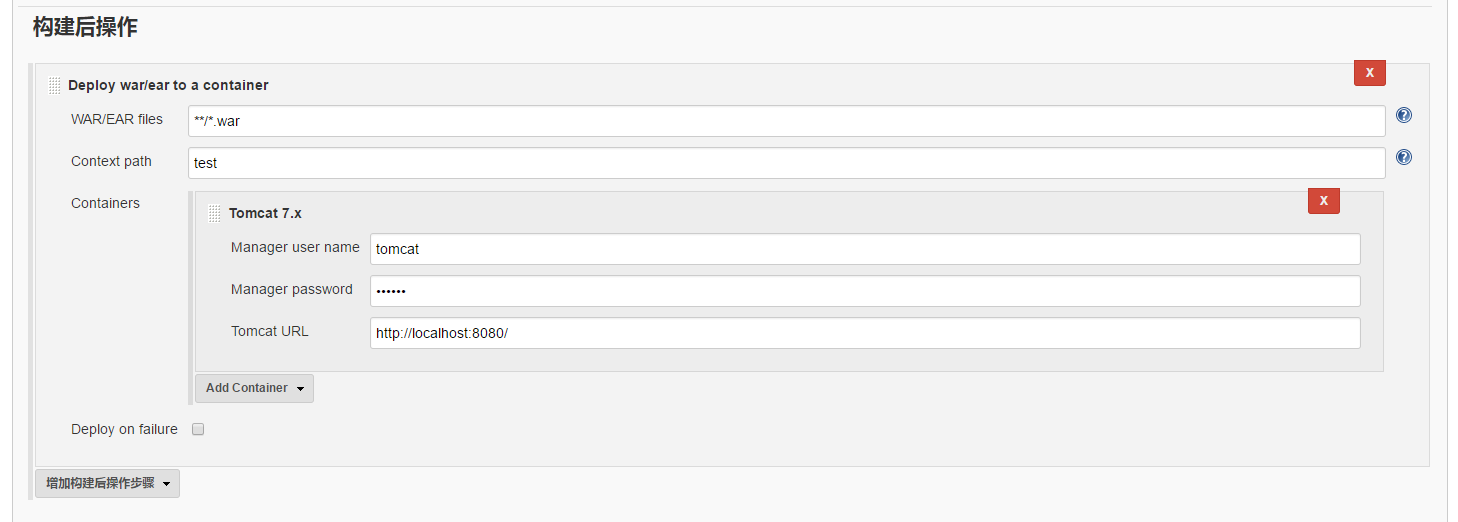 构建后操作
Deploy war/ear to a container
X
WAR/EAR files
**/*.war
?
Context path
test
?
Containers
Tomcat 7.x
X
Manager user name
tomcat
Manager password
••••••
Tomcat URL
http://localhost:8080/
Add Container
Deploy on failure
增加构建后操作步骤